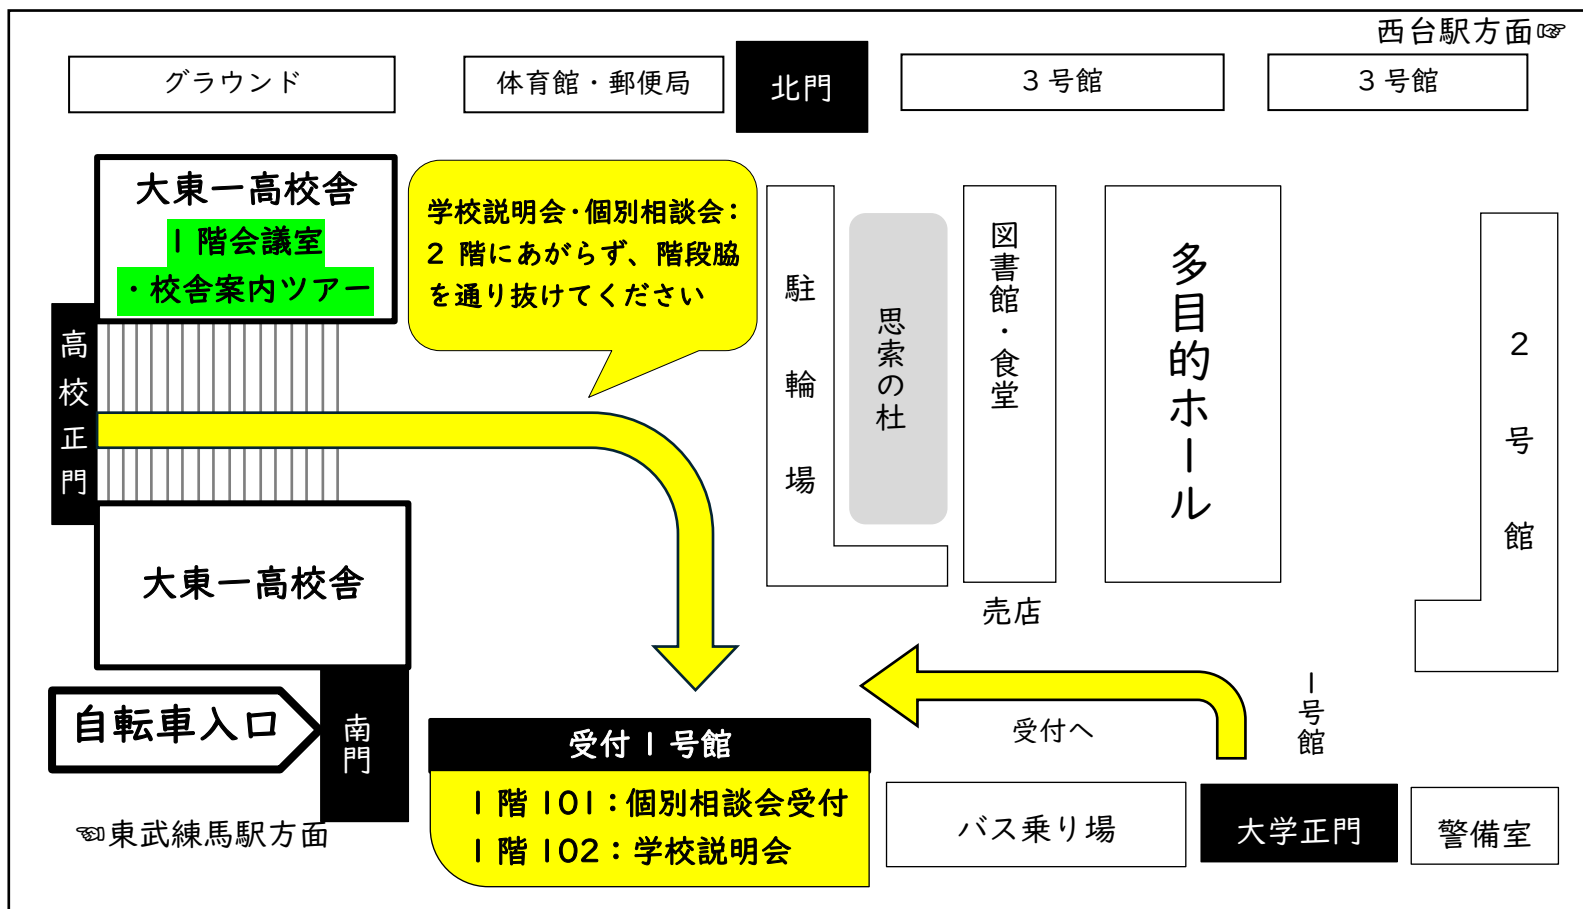 西台駅方面☞
グラウンド
体育館・郵便局
北門
3号館
3号館
大東一高校舎
1階会議室
・校舎案内ツアー
学校説明会・個別相談会：
2 階にあがらず、階段脇
を通り抜けてください
駐輪場
思索の杜
図書館・食堂
多目的ホール
2号館
高校正門
大東一高校舎
売店
自転車入口
南門
受付へ
1号館
受付1号館
1階101：個別相談会受付
1階102：学校説明会
バス乗り場
大学正門
警備室
☜東武練馬駅方面